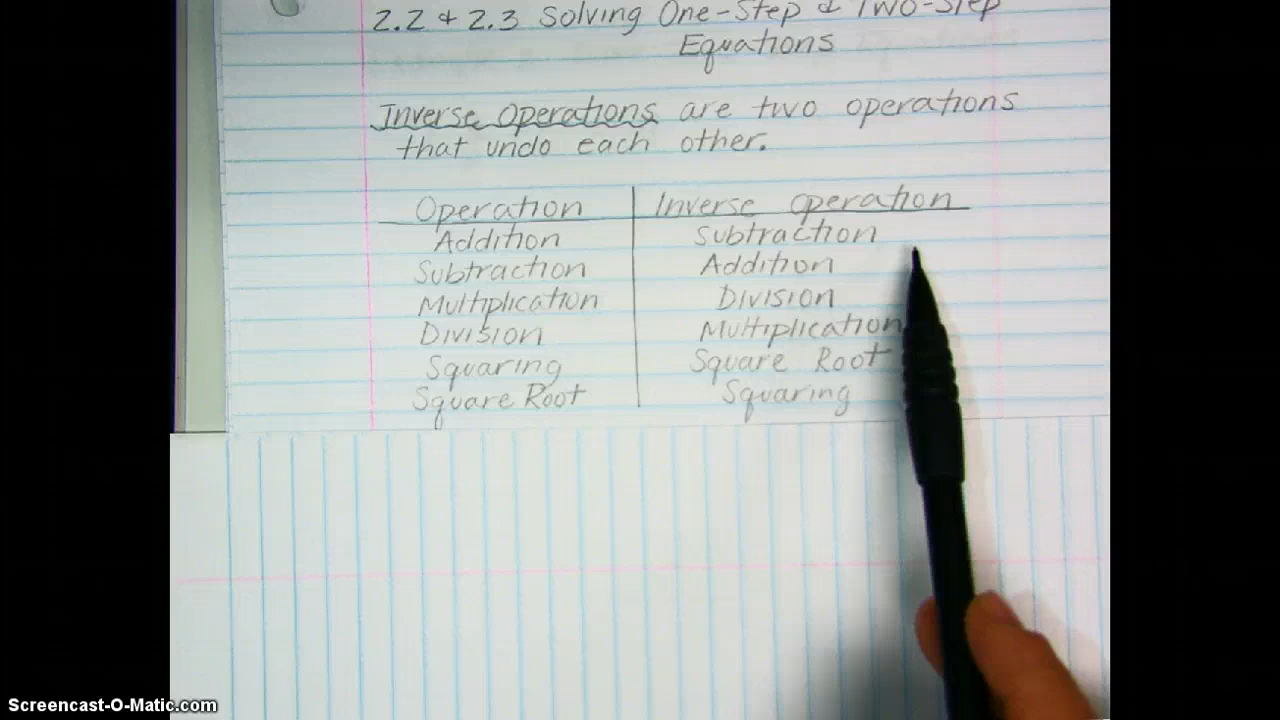 2.2 & 2.3 Solving One-Step & Two-Step
Equations
Inverse Operations are two operations
that undo each other.
Operation Inverse Operation
Addition Subtraction
Subtraction Addition
Multiplication Division
Division Multiplication
Squaring Square Root
Square Root Squaring
Screencast-O-Matic.com